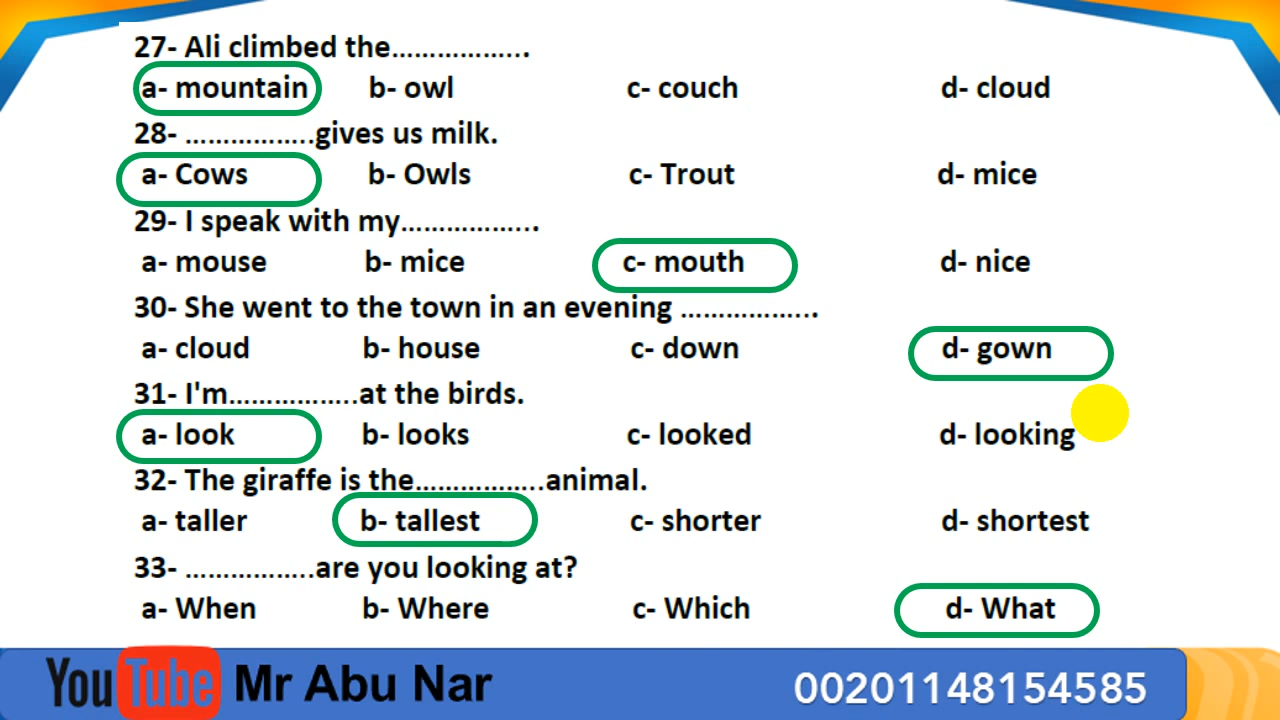 27- Ali climbed the……………..
a- mountain b- owl c- couch d- cloud
28- ……………..gives us milk.
a- Cows b- Owls c- Trout d- mice
29- I speak with my……………...
a- mouse b- mice c- mouth d- nice
30- She went to the town in an evening ……………...
a- cloud b- house c- down d- gown
31- I'm……………..at the birds.
a- look b- looks c- looked d- looking
32- The giraffe is the……………..animal.
a- taller b- tallest c- shorter d- shortest
33- ……………..are you looking at?
a- When b- Where c- Which d- What
YouTube Mr Abu Nar 00201148154585